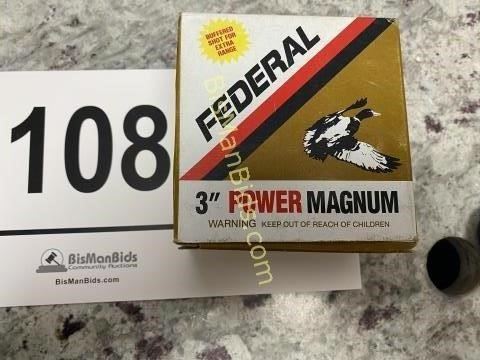 108
BisManBids
Community Auctions
BisManBids.com
BUFFERED
SHOT FOR
EXTRA
RANGE
FEDERAL
3" POWER MAGNUM
WARNING KEEP OUT OF REACH OF CHILDREN
BisManBids.com